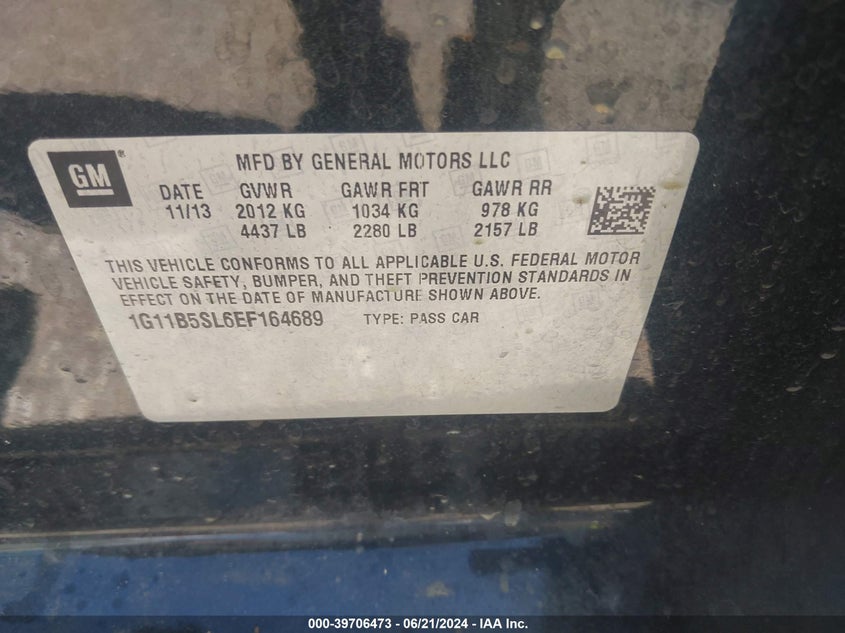 GM®
MFD BY GENERAL MOTORS LLC
DATE GVWR GAWR FRT GAWR RR
11/13 2012 KG 1034 KG 978 KG
4437 LB 2280 LB 2157 LB
THIS VEHICLE CONFORMS TO ALL APPLICABLE U.S. FEDERAL MOTOR
VEHICLE SAFETY, BUMPER, AND THEFT PREVENTION STANDARDS IN
EFFECT ON THE DATE OF MANUFACTURE SHOWN ABOVE.
1G11B5SL6EF164689 TYPE: PASS CAR
000-39706473 - 06/21/2024 - IAA Inc.